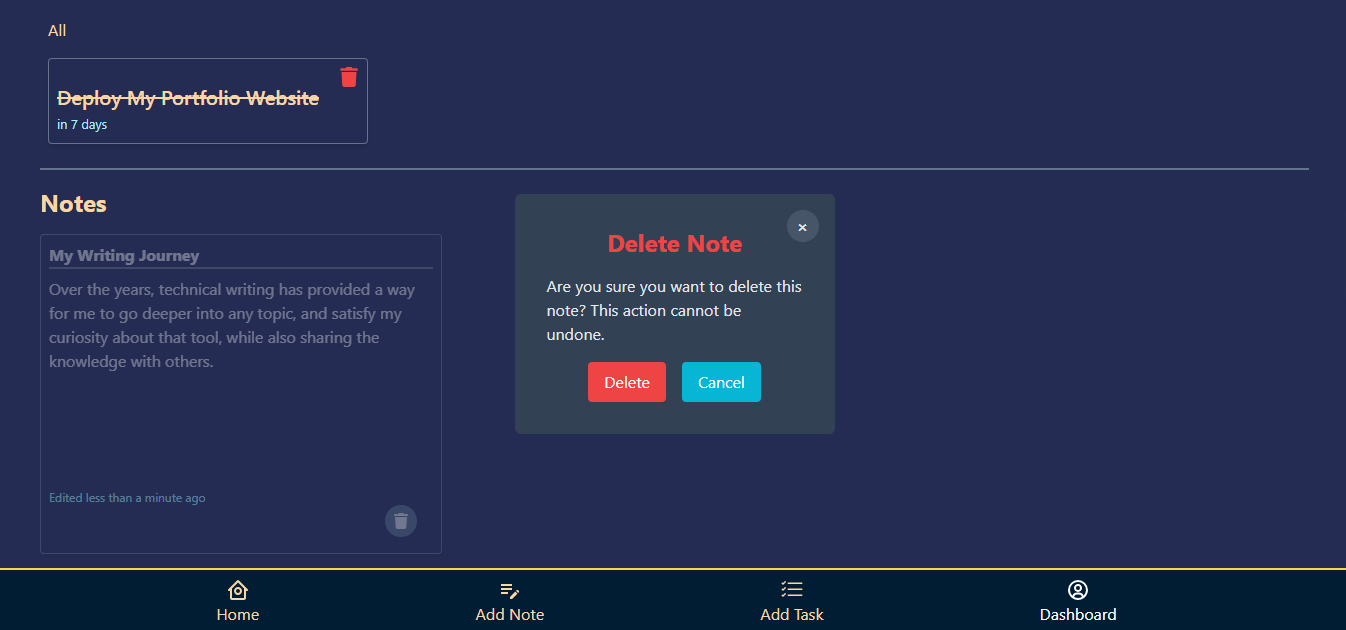 All
Deploy My Portfolio Website
in 7 days
Notes
My Writing Journey
Over the years, technical writing has provided a way
for me to go deeper into any topic, and satisfy my
curiosity about that tool, while also sharing the
knowledge with others.
Edited less than a minute ago
×
Delete Note
Are you sure you want to delete this
note? This action cannot be
undone.
Delete Cancel
Home Add Note Add Task Dashboard